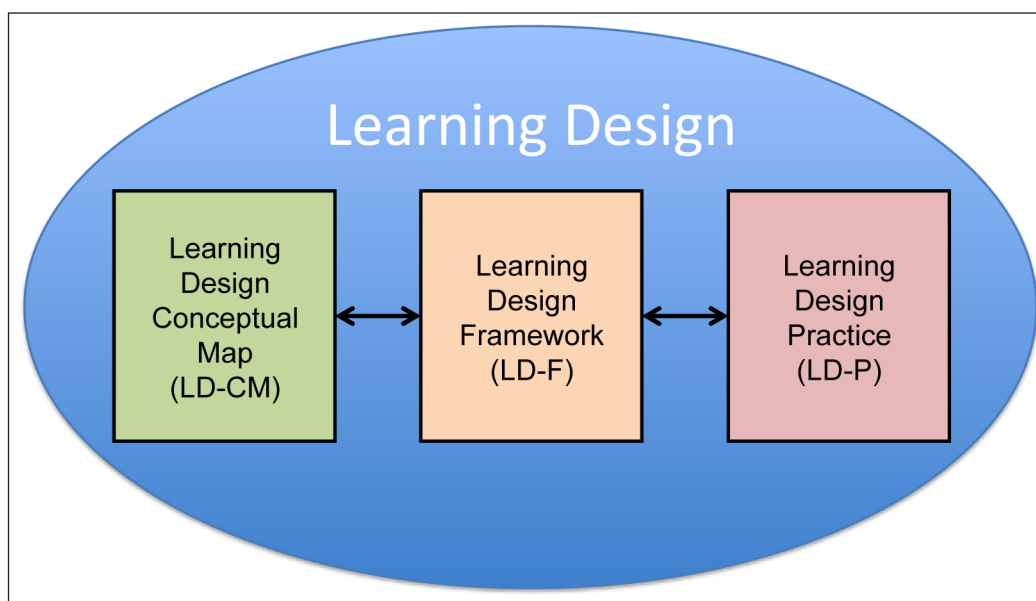 Learning Design
Learning
Design
Conceptual
Map
(LD-CM)
Learning
Design
Framework
(LD-F)
Learning
Design
Practice
(LD-P)